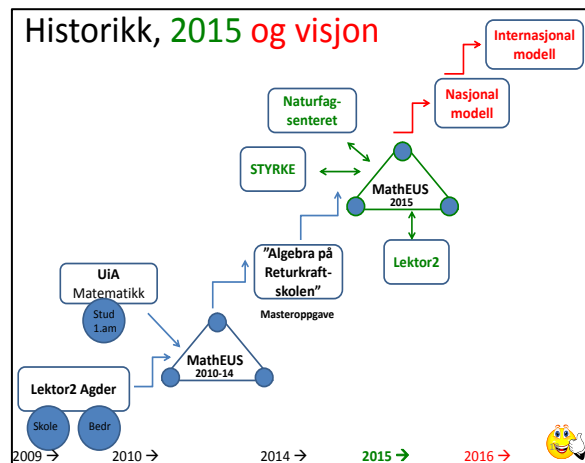 Historikk, 2015 og visjon
Internasjonal
modell
Nasjonal
modell
Naturfag-
senteret
STYRKE
MathEUS
2015
Lektor2
"Algebra på
Returkraft-
skolen"
Masteroppgave
UiA
Matematikk
Stud
1.am
MathEUS
2010-14
Lektor2 Agder
Skole
Bedr
2009 → 2010 → 2014 → 2015 → 2016 →